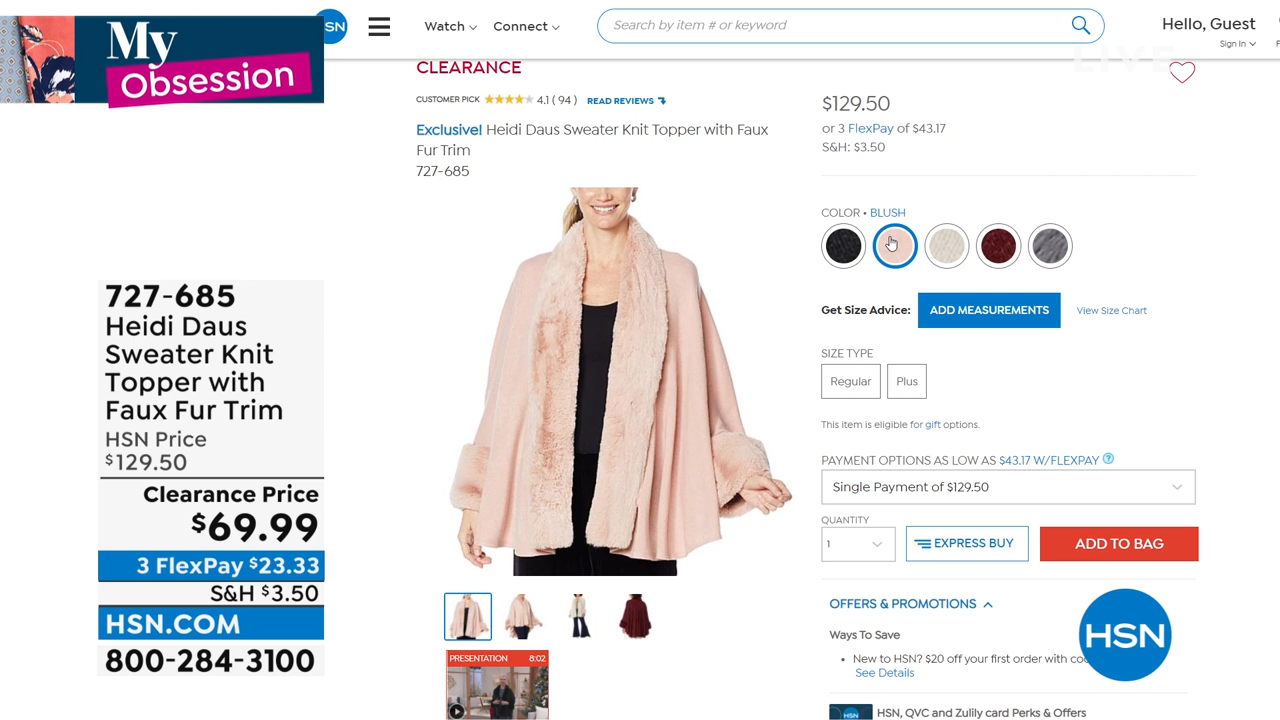 My
Obsession
HSN
Watch
Connect
Search by item # or keyword
Hello, Guest
Sign In
LIVE
CLEARANCE
CUSTOMER PICK 4.1 ( 94 ) READ REVIEWS
Exclusive! Heidi Daus Sweater Knit Topper with Faux
Fur Trim
727-685
$129.50
or 3 FlexPay of $43.17
S&H: $3.50
COLOR • BLUSH
Get Size Advice: ADD MEASUREMENTS View Size Chart
SIZE TYPE
Regular Plus
This item is eligible for gift options.
PAYMENT OPTIONS AS LOW AS $43.17 W/FLEXPAY ?
Single Payment of $129.50
QUANTITY
1 EXPRESS BUY ADD TO BAG
OFFERS & PROMOTIONS
Ways To Save
• New to HSN? $20 off your first order with
See Details
HSN
HSN, QVC and Zulily card Perks & Offers
HSN
PRESENTATION 8:02
727-685
Heidi Daus
Sweater Knit
Topper with
Faux Fur Trim
HSN Price
$129.50
Clearance Price
$69.99
3 FlexPay $23.33
S&H $3.50
HSN.COM
800-284-3100